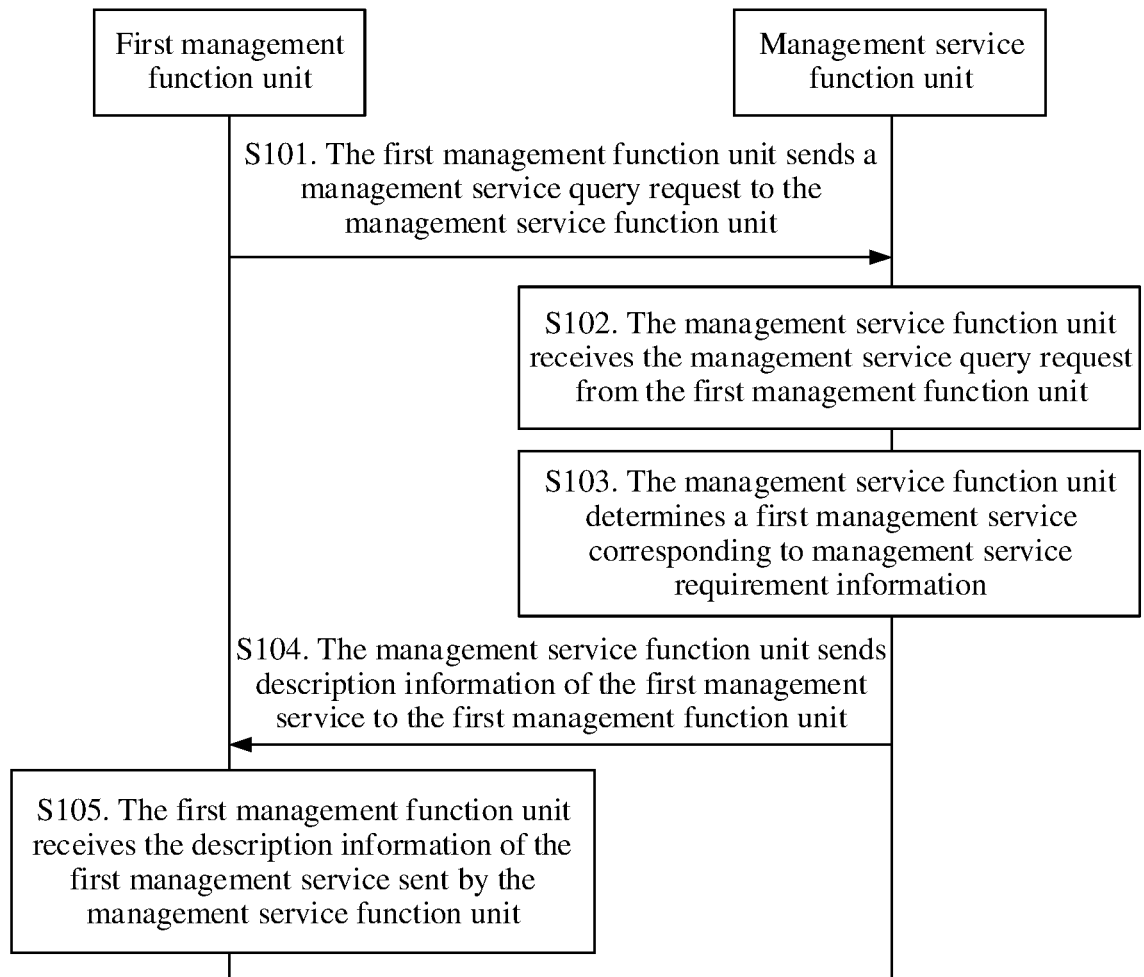 First management
function unit
Management service
function unit
S101. The first management function unit sends a
management service query request to the
management service function unit
S102. The management service function unit
receives the management service query request
from the first management function unit
S103. The management service function unit
determines a first management service
corresponding to management service
requirement information
S104. The management service function unit sends
description information of the first management
service to the first management function unit
S105. The first management function unit
receives the description information of the
first management service sent by the
management service function unit